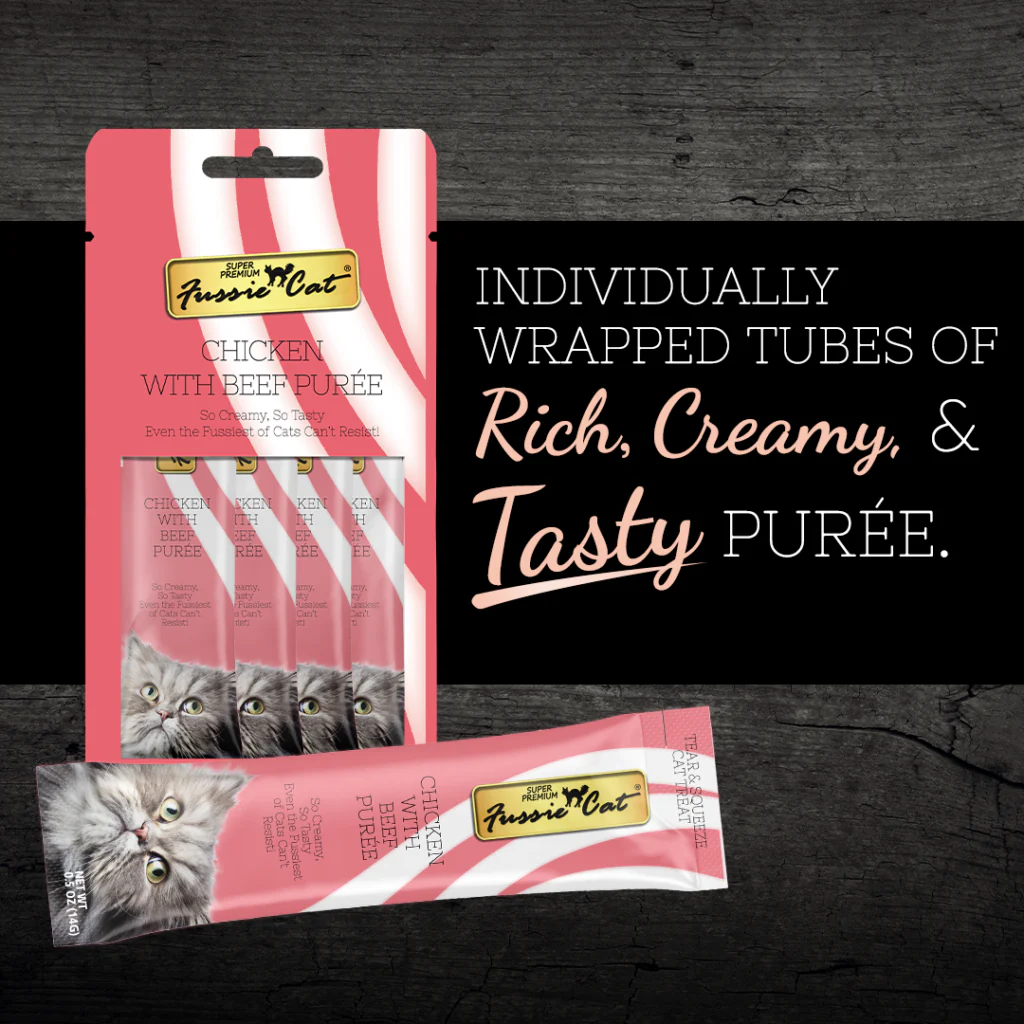 SUPER
PREMIUM
Fussie Cat®
CHICKEN
WITH BEEF PURÉE
So Creamy, So Tasty
Even the Fussiest of Cats Can't Resist!
CHICKEN
WITH
BEEF
PURÉE
So Creamy,
So Tasty
Even the Fussiest
of Cats Can't
Resist!
INDIVIDUALLY
WRAPPED TUBES OF
Rich, Creamy, &
Tasty PURÉE.
TEAR & SQUEEZE
CAT TREAT
SUPER
PREMIUM
Fussie Cat®
CHICKEN
WITH
BEEF
PURÉE
So Creamy,
So Tasty
Even the Fussiest
of Cats Can't
Resist!
NET WT
0.5 OZ (14G)